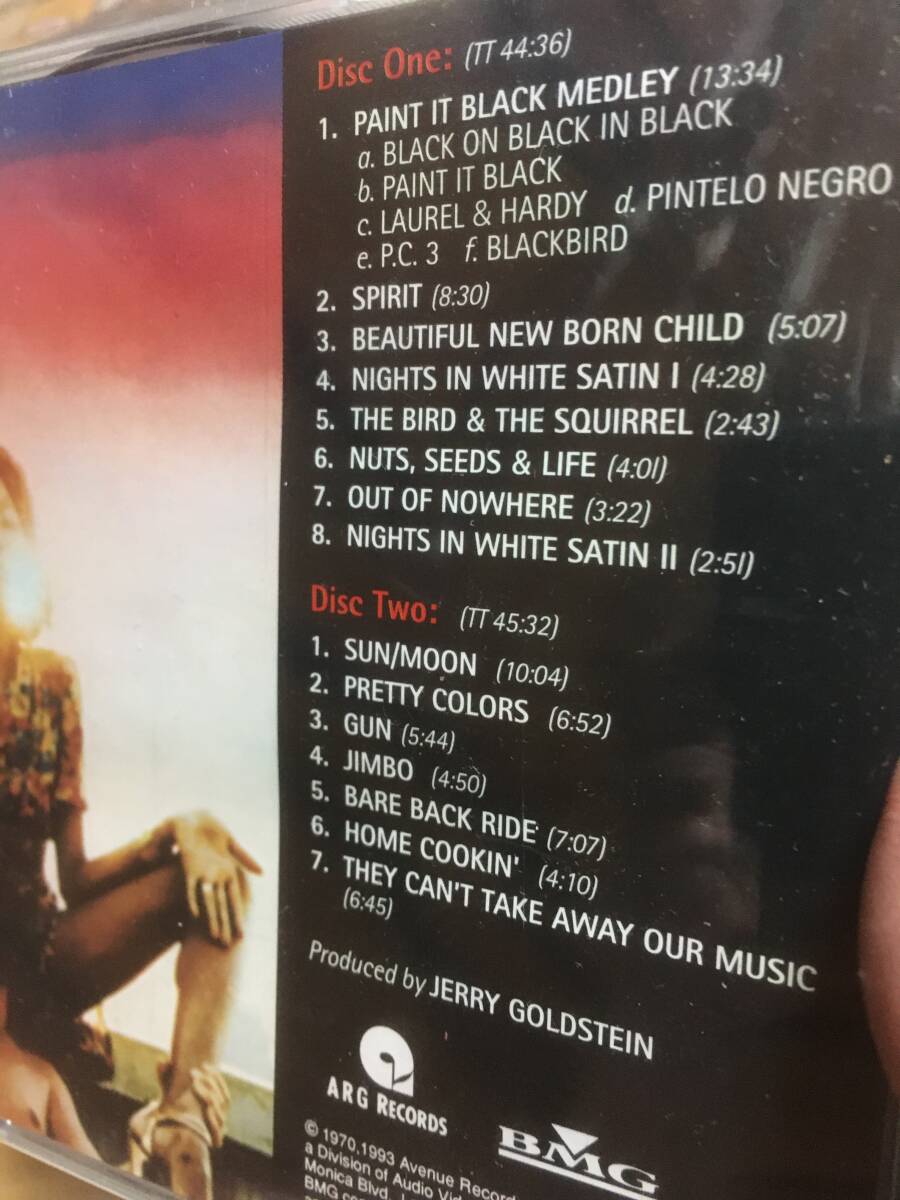 Disc One: (TT 44:36)
1. PAINT IT BLACK MEDLEY (13:34)
a. BLACK ON BLACK IN BLACK
b. PAINT IT BLACK
c. LAUREL & HARDY d. PINTELO NEGRO
e. P.C. 3 f. BLACKBIRD
2. SPIRIT (8:30)
3. BEAUTIFUL NEW BORN CHILD (5:07)
4. NIGHTS IN WHITE SATIN I (4:28)
5. THE BIRD & THE SQUIRREL (2:43)
6. NUTS, SEEDS & LIFE (4:01)
7. OUT OF NOWHERE (3:22)
8. NIGHTS IN WHITE SATIN II (2:51)
Disc Two: (TT 45:32)
1. SUN/MOON (10:04)
2. PRETTY COLORS (6:52)
3. GUN (5:44)
4. JIMBO (4:50)
5. BARE BACK RIDE (7:07)
6. HOME COOKIN' (4:10)
7. THEY CAN'T TAKE AWAY OUR MUSIC
(6:45)
Produced by JERRY GOLDSTEIN
ARG RECORDS
BMG
© 1970,1993 Avenue Record
a Division of Audio Vid
Monica Blvd.
BMG